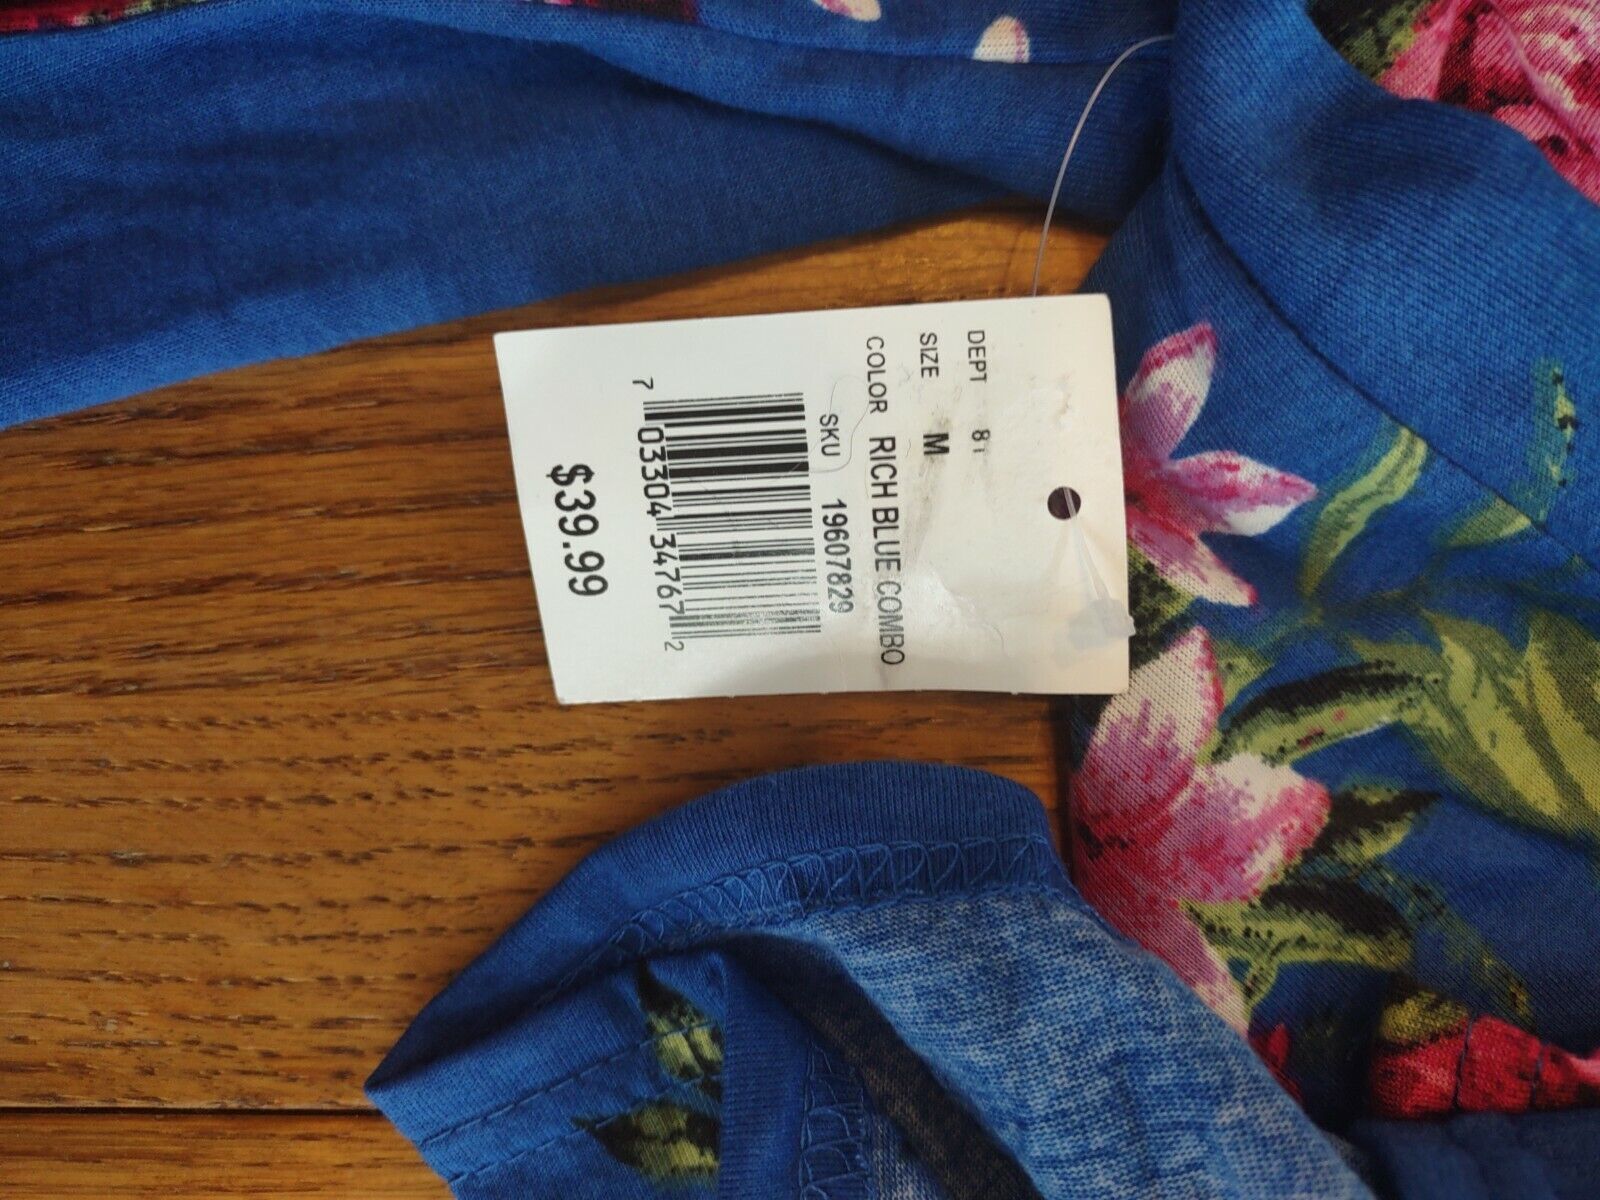 DEPT 81
SIZE M
COLOR RICH BLUE COMBO
SKU 19607829
7 03304 34767 2
$39.99